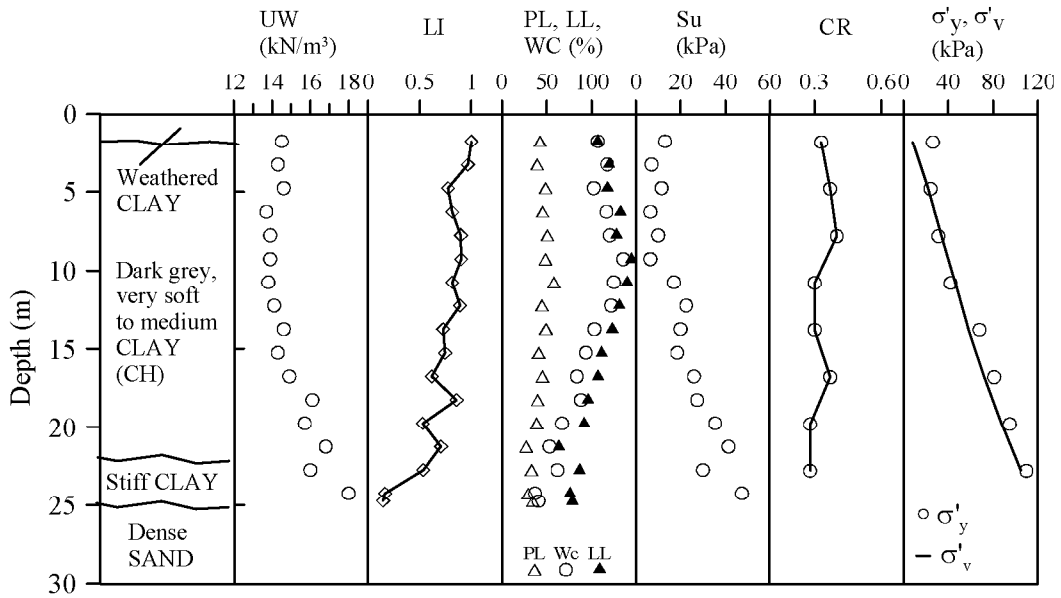 UW
(kN/m³)
LI
PL, LL,
WC (%)
Su
(kPa)
CR
σ'y, σ'v
(kPa)
12 14 16 18 0 0.5 1 0 50 100 0 20 40 60 0.3 0.60 0 40 80 120
0
5
10
15
20
25
30
Depth (m)
Weathered
CLAY
Dark grey,
very soft
to medium
CLAY
(CH)
Stiff CLAY
Dense
SAND
PL Wc LL
σ'y
σ'v